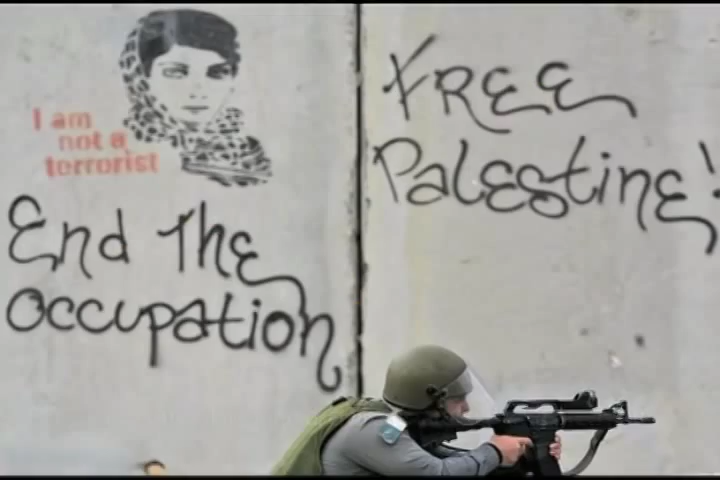 I am
not a
terrorist
End The
Occupation
FREE
Palestine!